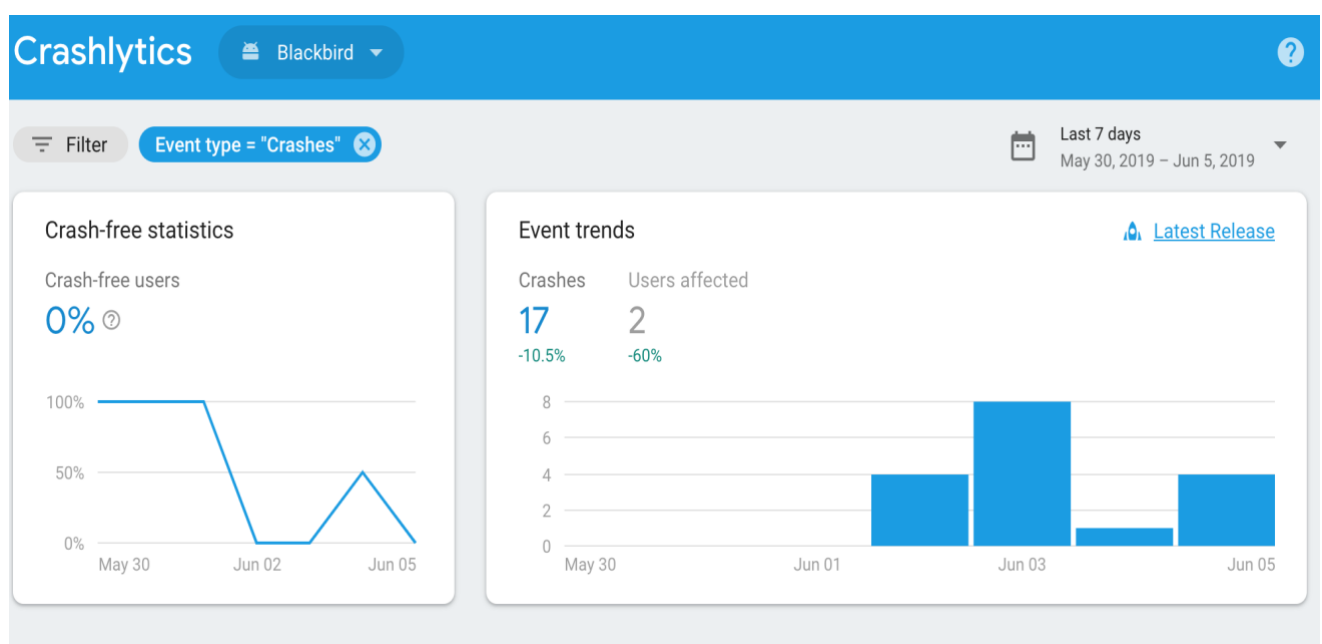 Crashlytics
Blackbird
Filter
Event type = "Crashes"
Last 7 days
May 30, 2019 – Jun 5, 2019
Crash-free statistics
Crash-free users
0%
100%
50%
0%
May 30 Jun 02 Jun 05
Event trends
Latest Release
Crashes Users affected
17 2
-10.5% -60%
8
6
4
2
0
May 30 Jun 01 Jun 03 Jun 05